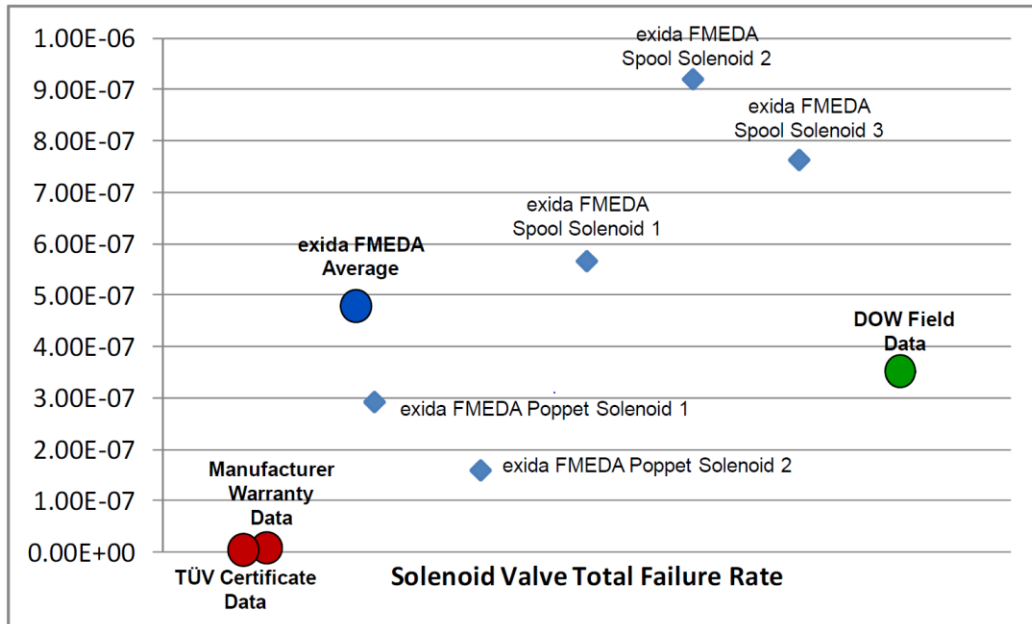 exida FMEDA
Spool Solenoid 2
exida FMEDA
Spool Solenoid 3
exida FMEDA
Spool Solenoid 1
exida FMEDA
Average
DOW Field
Data
exida FMEDA Poppet Solenoid 1
exida FMEDA Poppet Solenoid 2
Manufacturer
Warranty
Data
TÜV Certificate
Data
1.00E-06
9.00E-07
8.00E-07
7.00E-07
6.00E-07
5.00E-07
4.00E-07
3.00E-07
2.00E-07
1.00E-07
0.00E+00
Solenoid Valve Total Failure Rate